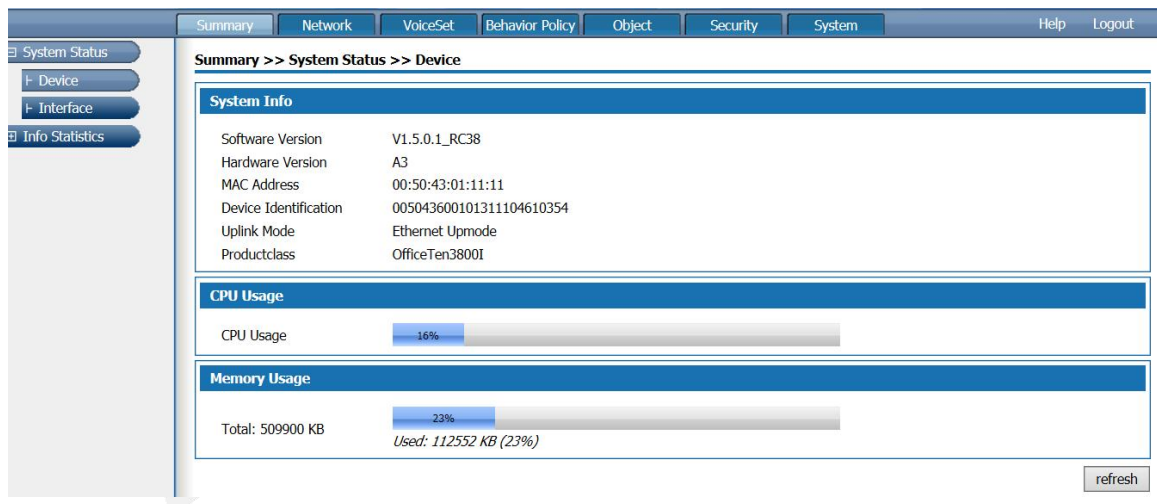 Summary Network VoiceSet Behavior Policy Object Security System Help Logout
System Status
Device
Interface
Info Statistics
Summary >> System Status >> Device
System Info
Software Version V1.5.0.1_RC38
Hardware Version A3
MAC Address 00:50:43:01:11:11
Device Identification 005043600101311104610354
Uplink Mode Ethernet Upmode
Productclass OfficeTen3800I
CPU Usage
CPU Usage 16%
Memory Usage
Total: 509900 KB 23%
Used: 112552 KB (23%)
refresh